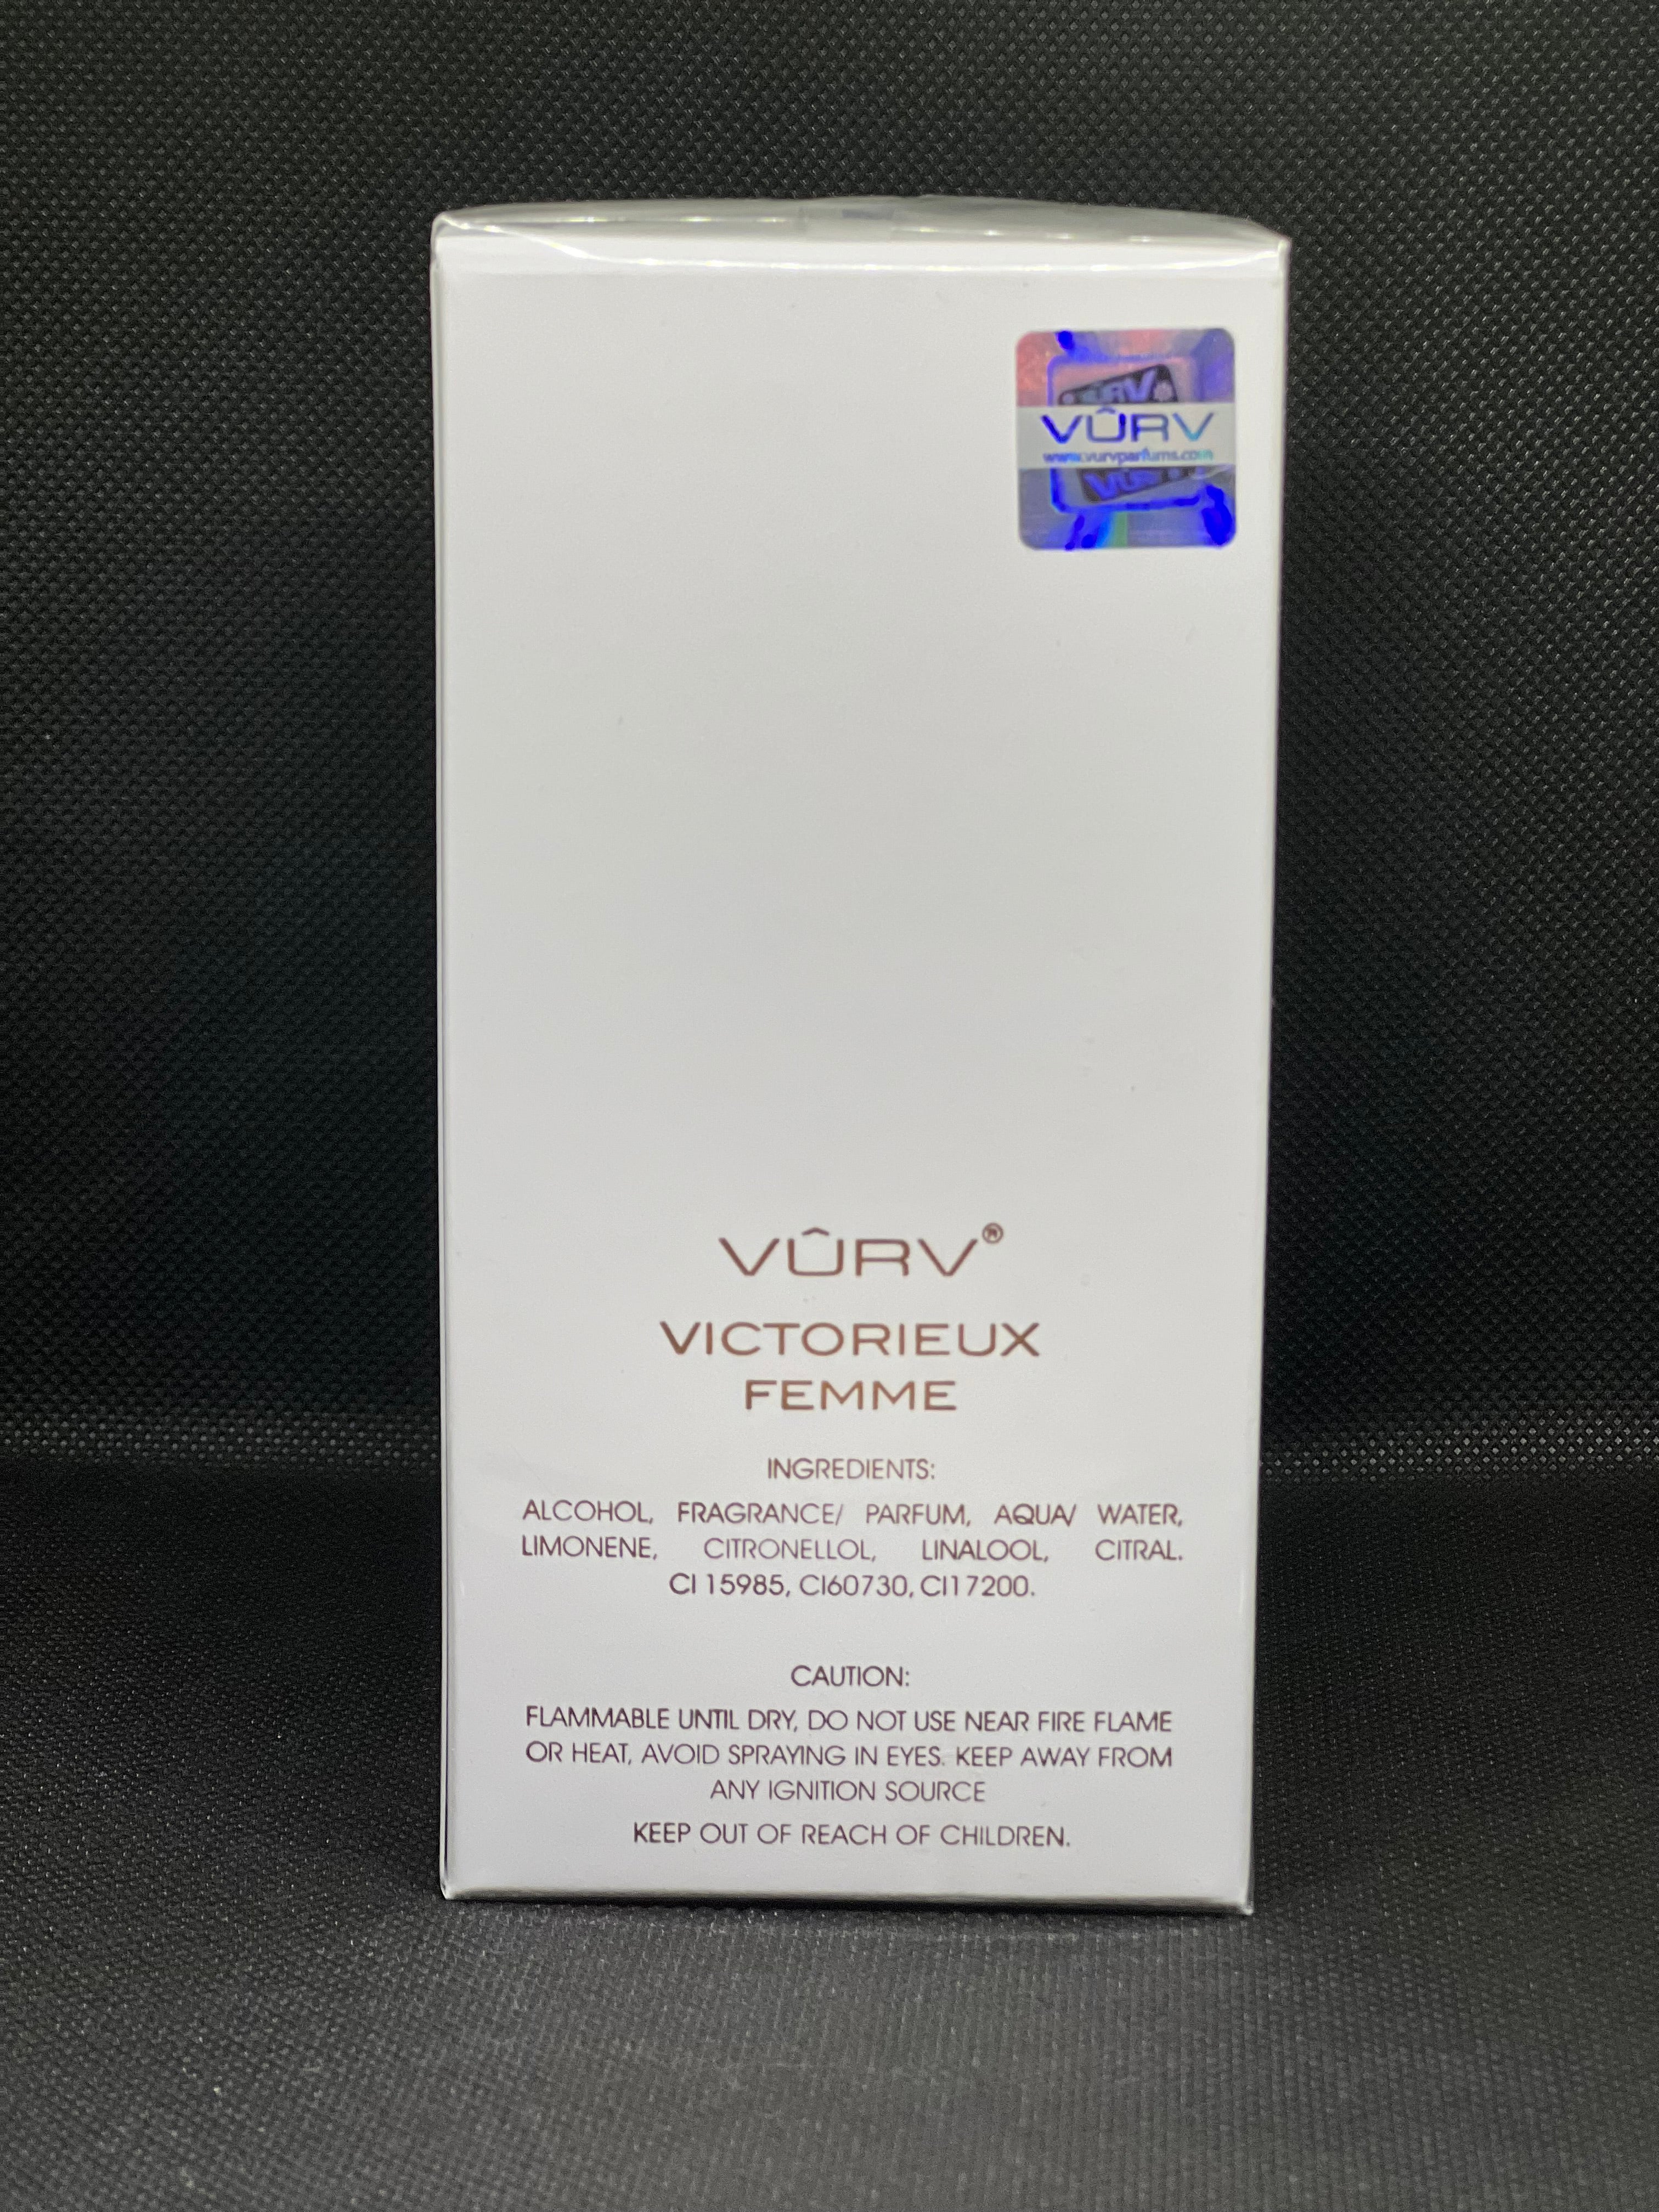 VÛRV
VÛRV
www.vurvparfums.com
VÛRV
VÛRV®
VICTORIEUX
FEMME
INGREDIENTS:
ALCOHOL, FRAGRANCE/ PARFUM, AQUA/ WATER,
LIMONENE, CITRONELLOL, LINALOOL, CITRAL.
CI 15985, CI60730, CI17200.
CAUTION:
FLAMMABLE UNTIL DRY, DO NOT USE NEAR FIRE FLAME
OR HEAT, AVOID SPRAYING IN EYES. KEEP AWAY FROM
ANY IGNITION SOURCE
KEEP OUT OF REACH OF CHILDREN.